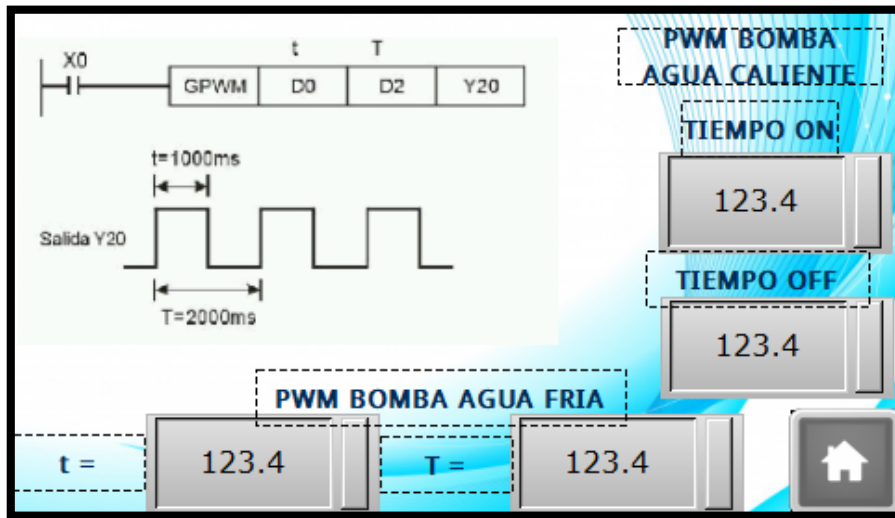 t T
X0
GPWM D0 D2 Y20
t=1000ms
Salida Y20
T=2000ms
PWM BOMBA
AGUA CALIENTE
TIEMPO ON
123.4
TIEMPO OFF
123.4
PWM BOMBA AGUA FRIA
t = 123.4 T = 123.4